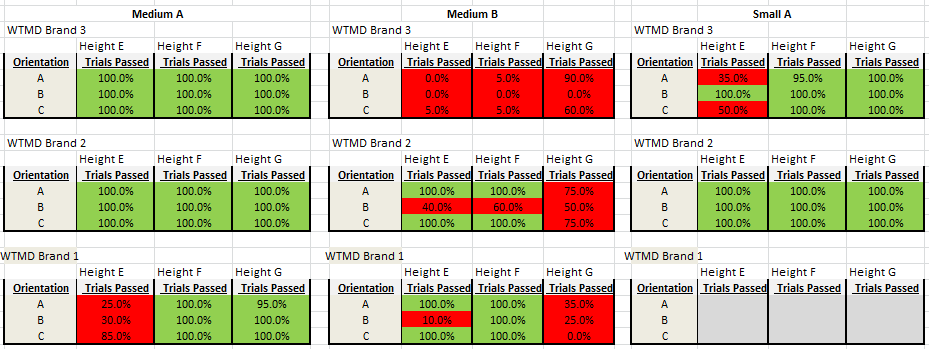 Medium A Medium B Small A
WTMD Brand 3 WTMD Brand 3 WTMD Brand 3
Height E Height F Height G Height E Height F Height G Height E Height F Height G
Orientation Trials Passed Trials Passed Trials Passed Orientation Trials Passed Trials Passed Trials Passed Orientation Trials Passed Trials Passed Trials Passed
A 100.0% 100.0% 100.0% A 0.0% 5.0% 90.0% A 35.0% 95.0% 100.0%
B 100.0% 100.0% 100.0% B 0.0% 0.0% 0.0% B 100.0% 100.0% 100.0%
C 100.0% 100.0% 100.0% C 5.0% 5.0% 60.0% C 50.0% 100.0% 100.0%
WTMD Brand 2 WTMD Brand 2 WTMD Brand 2
Height E Height F Height G Height E Height F Height G Height E Height F Height G
Orientation Trials Passed Trials Passed Trials Passed Orientation Trials Passed Trials Passed Trials Passed Orientation Trials Passed Trials Passed Trials Passed
A 100.0% 100.0% 100.0% A 100.0% 100.0% 75.0% A 100.0% 100.0% 100.0%
B 100.0% 100.0% 100.0% B 40.0% 60.0% 50.0% B 100.0% 100.0% 100.0%
C 100.0% 100.0% 100.0% C 100.0% 100.0% 75.0% C 100.0% 100.0% 100.0%
WTMD Brand 1 WTMD Brand 1 WTMD Brand 1
Height E Height F Height G Height E Height F Height G Height E Height F Height G
Orientation Trials Passed Trials Passed Trials Passed Orientation Trials Passed Trials Passed Trials Passed Orientation Trials Passed Trials Passed Trials Passed
A 25.0% 100.0% 95.0% A 100.0% 100.0% 35.0% A
B 30.0% 100.0% 100.0% B 10.0% 100.0% 25.0% B
C 85.0% 100.0% 100.0% C 100.0% 100.0% 0.0% C